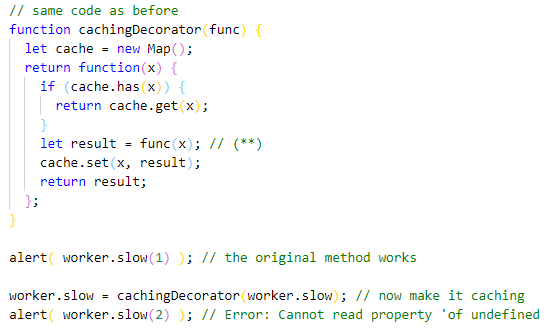 // same code as before
function cachingDecorator(func) {
  let cache = new Map();
  return function(x) {
    if (cache.has(x)) {
      return cache.get(x);
    }
    let result = func(x); // (**)
    cache.set(x, result);
    return result;
  };
}

alert( worker.slow(1) ); // the original method works

worker.slow = cachingDecorator(worker.slow); // now make it caching
alert( worker.slow(2) ); // Error: Cannot read property 'of undefined